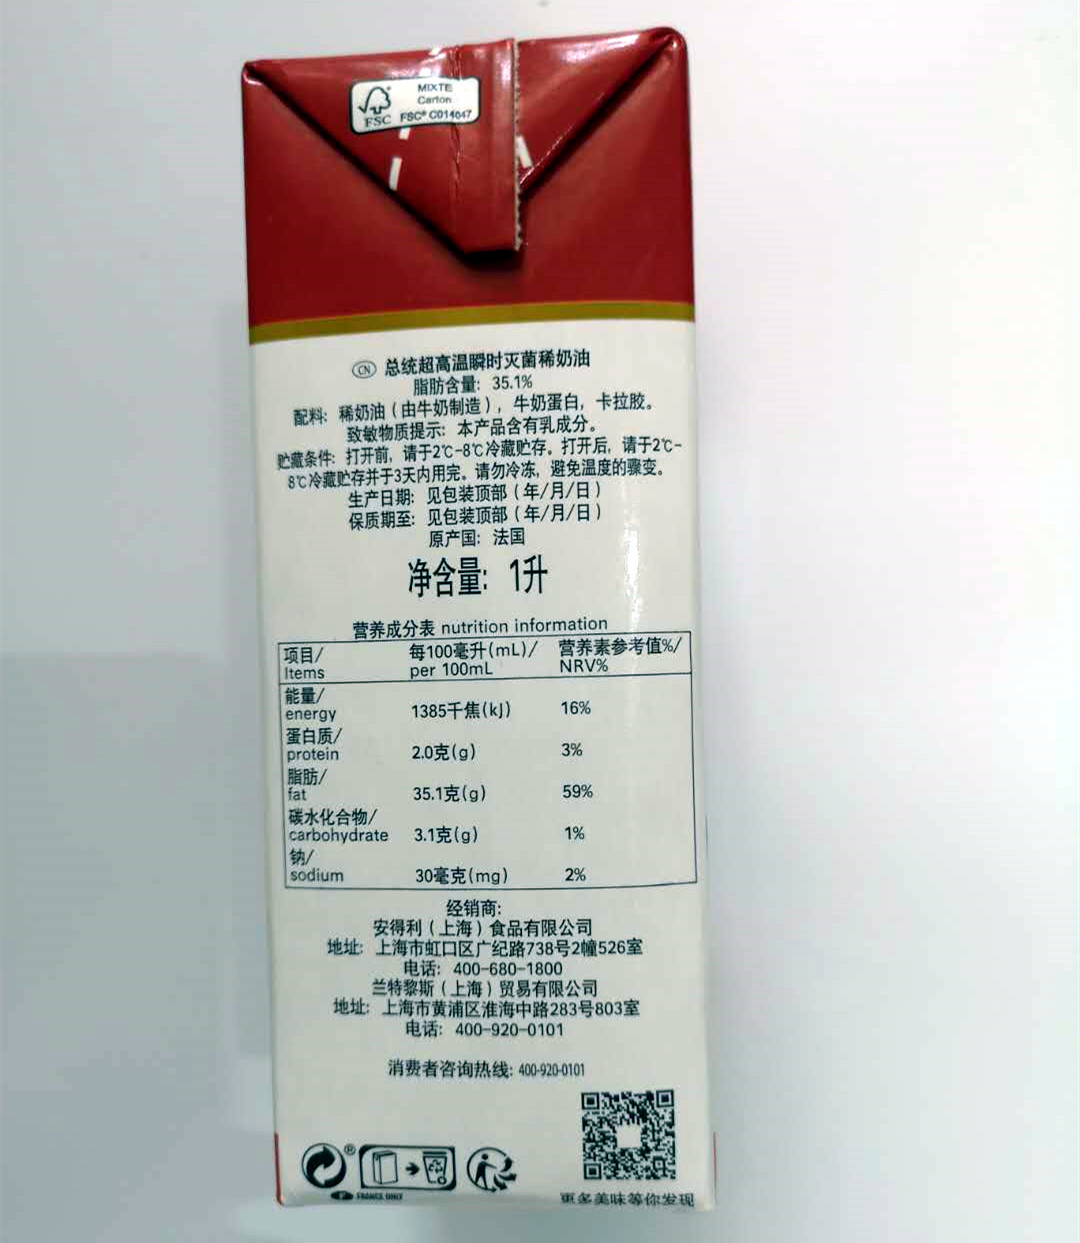 MIXTE
Carton
FSC FSC® C014047
CN 总统超高温瞬时灭菌稀奶油
脂肪含量: 35.1%
配料: 稀奶油（由牛奶制造）, 牛奶蛋白, 卡拉胶。
致敏物质提示: 本产品含有乳成分。
贮藏条件: 打开前, 请于2℃-8℃冷藏贮存。打开后, 请于2℃-
8℃冷藏贮存并于3天内用完。请勿冷冻, 避免温度的骤变。
生产日期: 见包装顶部（年/月/日）
保质期至: 见包装顶部（年/月/日）
原产国: 法国
净含量: 1升
营养成分表 nutrition information
项目/ 每100毫升(mL)/ 营养素参考值%/
Items per 100mL NRV%
能量/
energy 1385千焦(kJ) 16%
蛋白质/
protein 2.0克(g) 3%
脂肪/
fat 35.1克(g) 59%
碳水化合物/
carbohydrate 3.1克(g) 1%
钠/
sodium 30毫克(mg) 2%
经销商:
安得利（上海）食品有限公司
地址: 上海市虹口区广纪路738号2幢526室
电话: 400-680-1800
兰特黎斯（上海）贸易有限公司
地址: 上海市黄浦区淮海中路283号803室
电话: 400-920-0101
消费者咨询热线: 400-920-0101
®
F FRANCE ONLY
更多美味等你发现